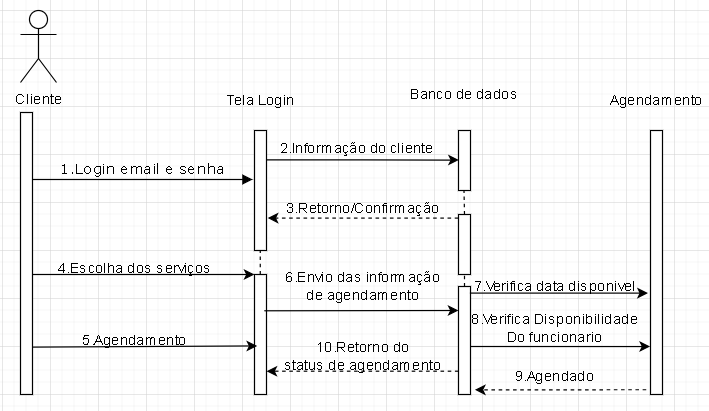 Cliente
Tela Login
Banco de dados
Agendamento
2.Informação do cliente
1.Login email e senha
3.Retorno/Confirmação
4.Escolha dos serviços
6.Envio das informação
de agendamento
7.Verifica data disponivel
8.Verifica Disponibilidade
Do funcionario
5.Agendamento
10.Retorno do
status de agendamento
9.Agendado